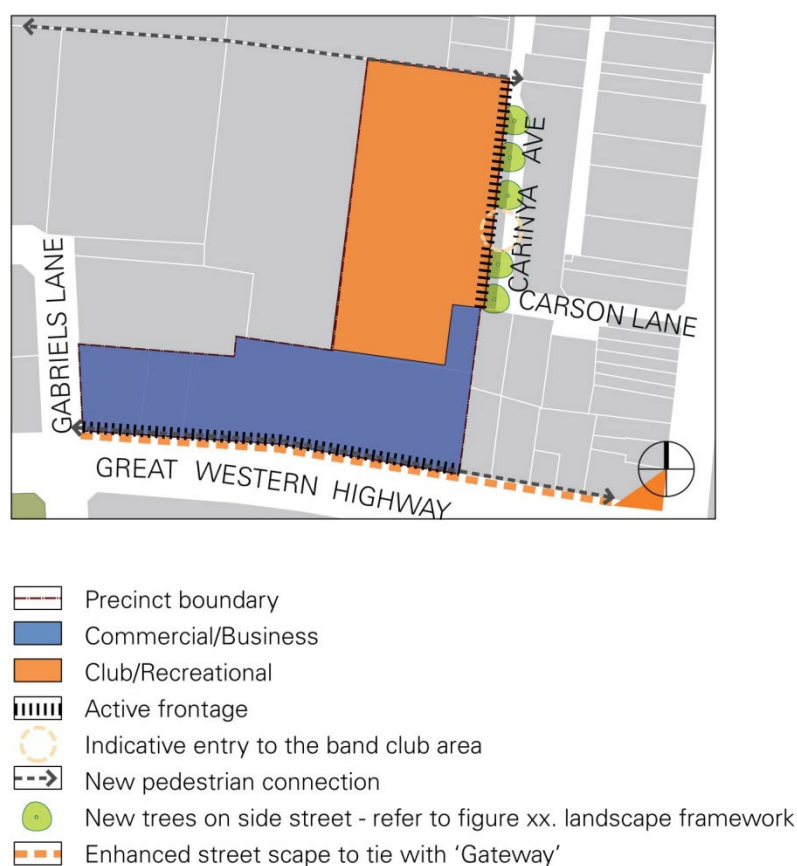 CARINYA AVE
CARSON LANE
GABRIELS LANE
GREAT WESTERN HIGHWAY
Precinct boundary
Commercial/Business
Club/Recreational
Active frontage
Indicative entry to the band club area
New pedestrian connection
New trees on side street - refer to figure xx. landscape framework
Enhanced street scape to tie with ‘Gateway’